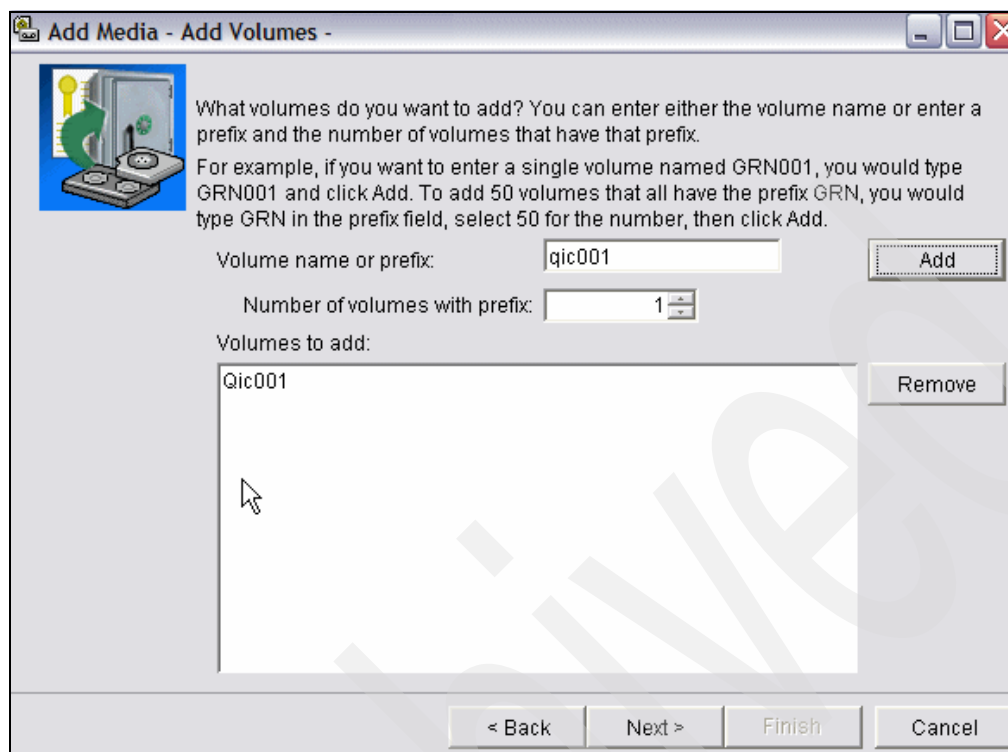 Add Media - Add Volumes -
What volumes do you want to add? You can enter either the volume name or enter a
prefix and the number of volumes that have that prefix.
For example, if you want to enter a single volume named GRN001, you would type
GRN001 and click Add. To add 50 volumes that all have the prefix GRN, you would
type GRN in the prefix field, select 50 for the number, then click Add.
Volume name or prefix: qic001 Add
Number of volumes with prefix: 1
Volumes to add:
Qic001 Remove
< Back Next > Finish Cancel